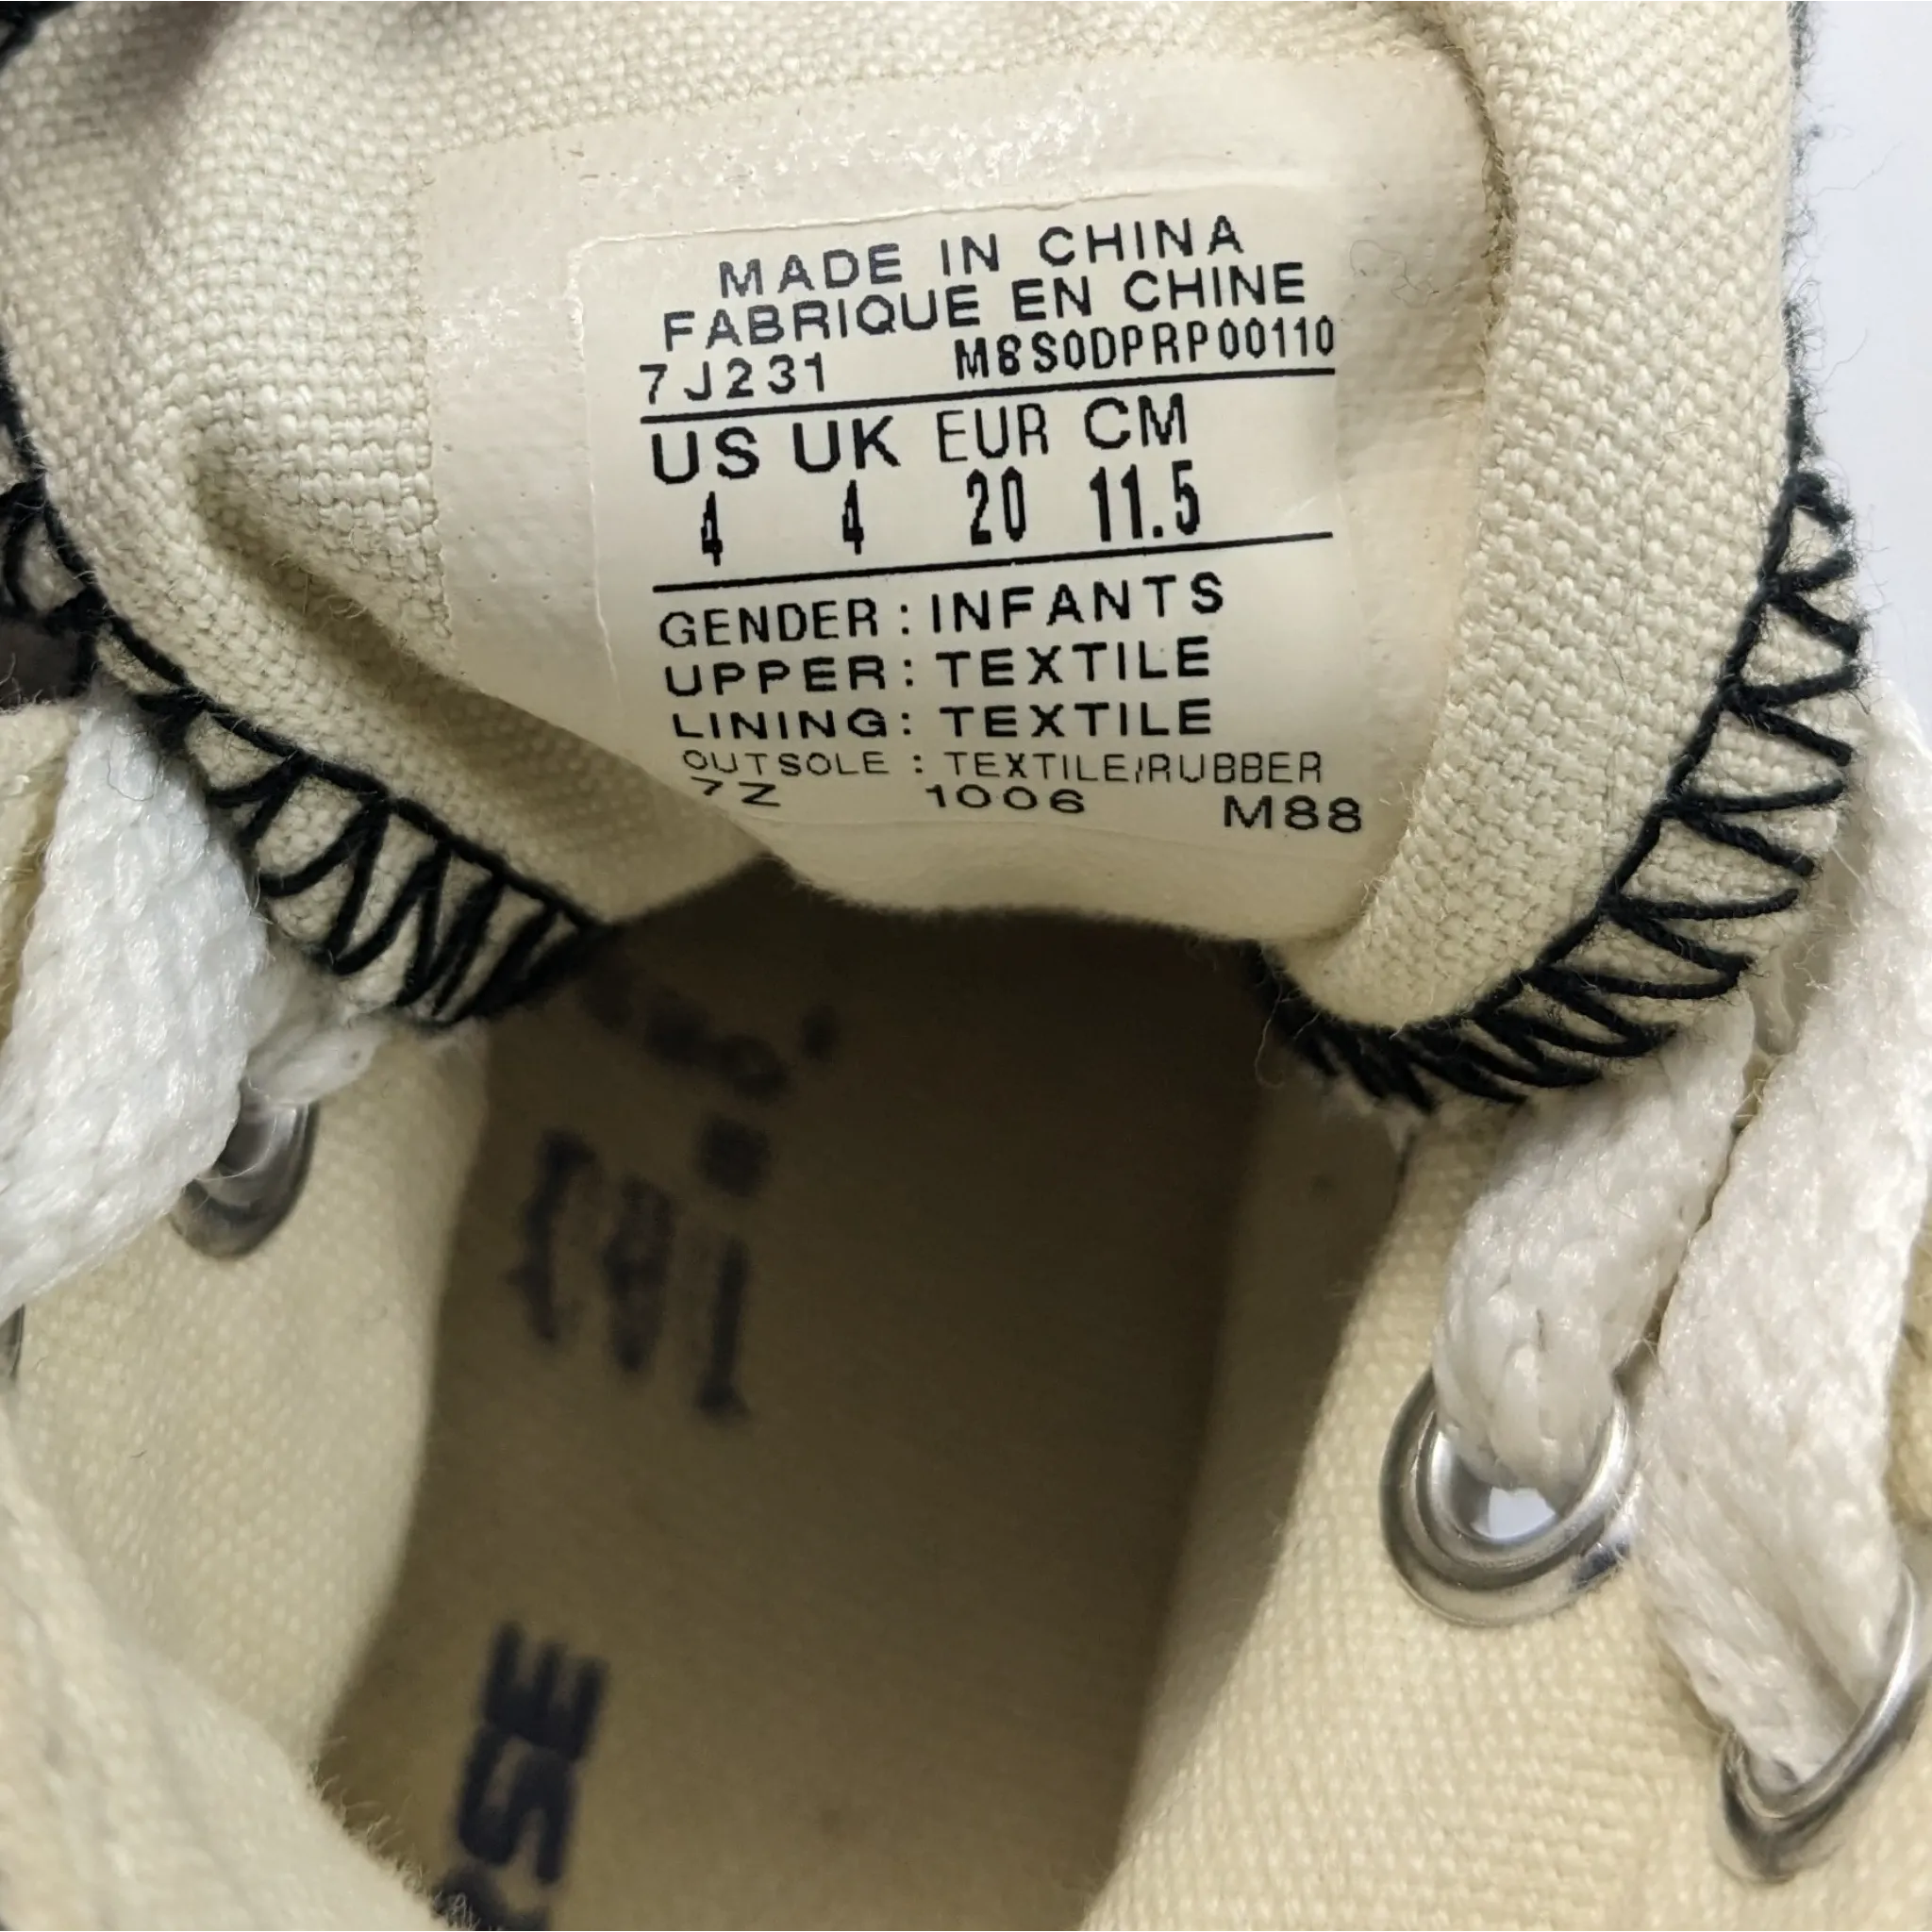 MADE IN CHINA
FABRIQUE EN CHINE
7J231 M8S0DPRP00110
US UK EUR CM
4 4 20 11.5
GENDER: INFANTS
UPPER: TEXTILE
LINING: TEXTILE
OUTSOLE: TEXTILE/RUBBER
7Z 1006 M88